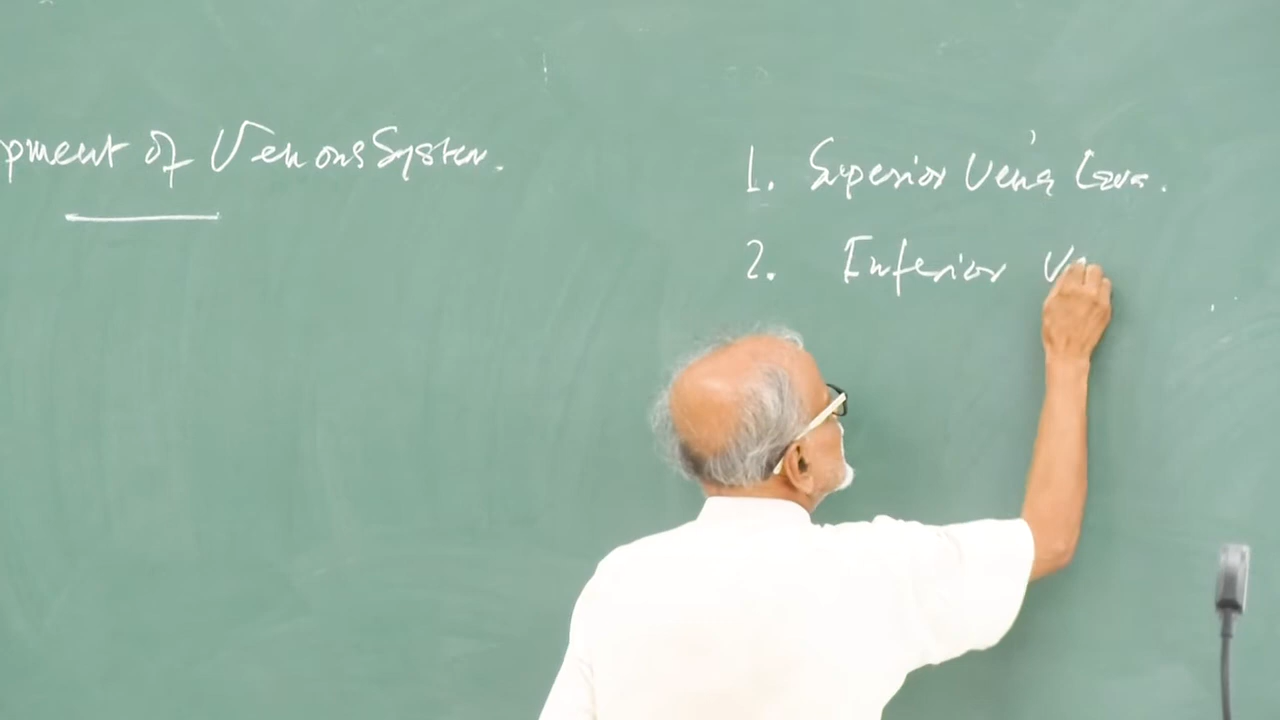 pment of Venous System.
1. Superior Vena Cava.
2. Inferior V